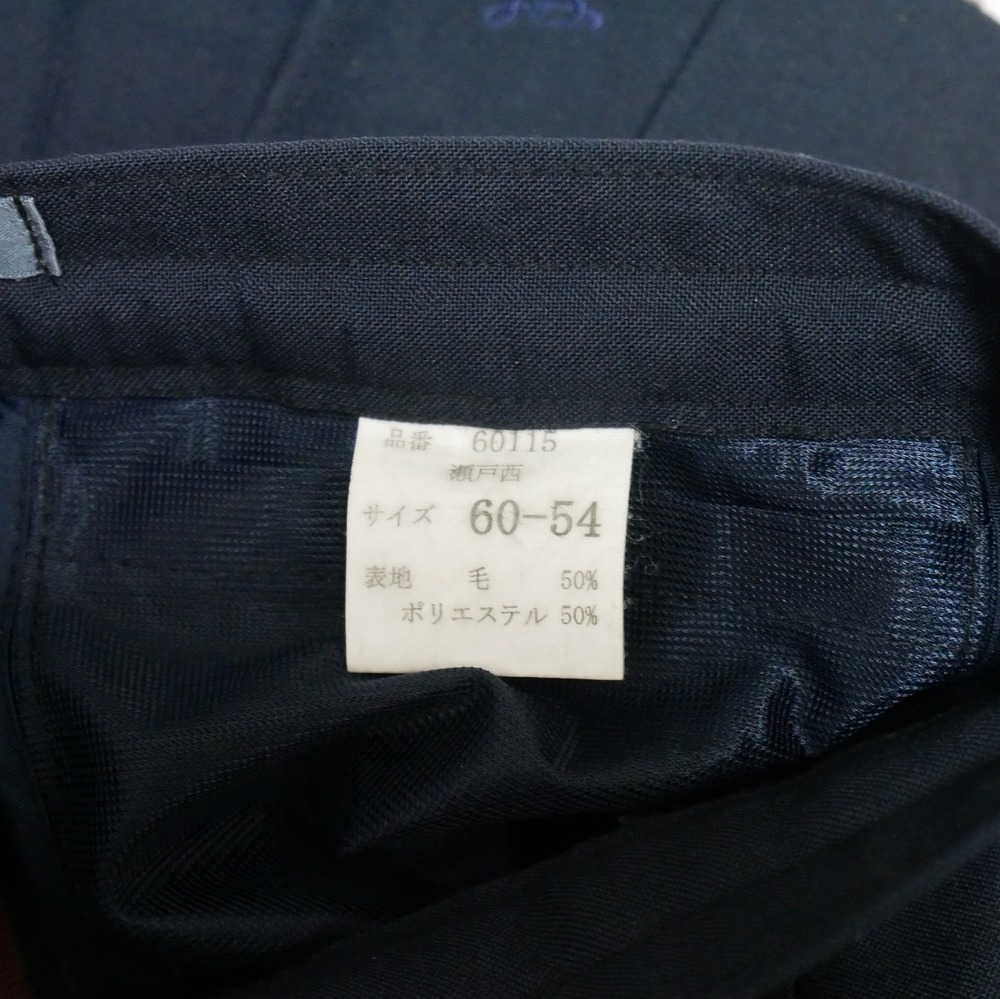 品番 60115
瀬戸西
サイズ 60-54
表地 毛 50%
ポリエステル 50%